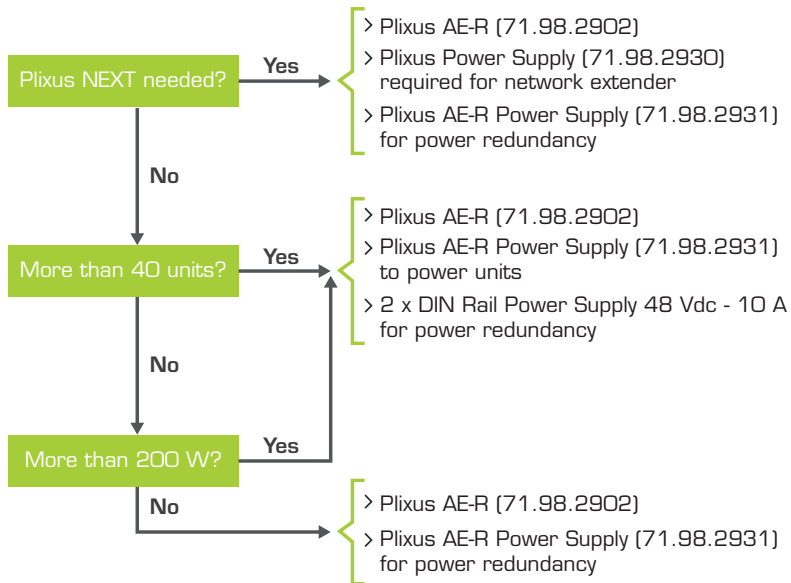 Plixus NEXT needed?
Yes
> Plixus AE-R (71.98.2902)
> Plixus Power Supply (71.98.2930)
required for network extender
> Plixus AE-R Power Supply (71.98.2931)
for power redundancy
No
More than 40 units?
Yes
> Plixus AE-R (71.98.2902)
> Plixus AE-R Power Supply (71.98.2931)
to power units
> 2 x DIN Rail Power Supply 48 Vdc - 10 A
for power redundancy
No
More than 200 W?
Yes
No
> Plixus AE-R (71.98.2902)
> Plixus AE-R Power Supply (71.98.2931)
for power redundancy